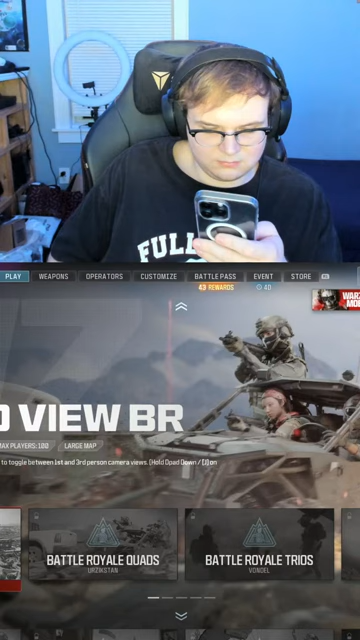 FULL
PLAY WEAPONS OPERATORS CUSTOMIZE BATTLE PASS EVENT STORE
43 REWARDS 4D
D VIEW BR
MAX PLAYERS: 100 LARGE MAP
to toggle between 1st and 3rd person camera views. (Hold Dpad Down /
BATTLE ROYALE QUADS
URZIKSTAN
BATTLE ROYALE TRIOS
VONDEL